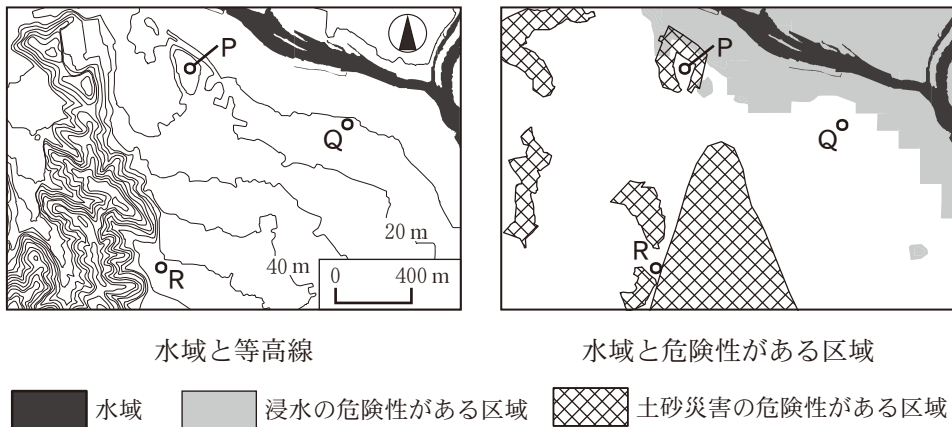 P
Q
R
20 m
40 m
0 400 m
P
Q
R
水域と等高線
水域と危険性がある区域
水域
浸水の危険性がある区域
土砂災害の危険性がある区域